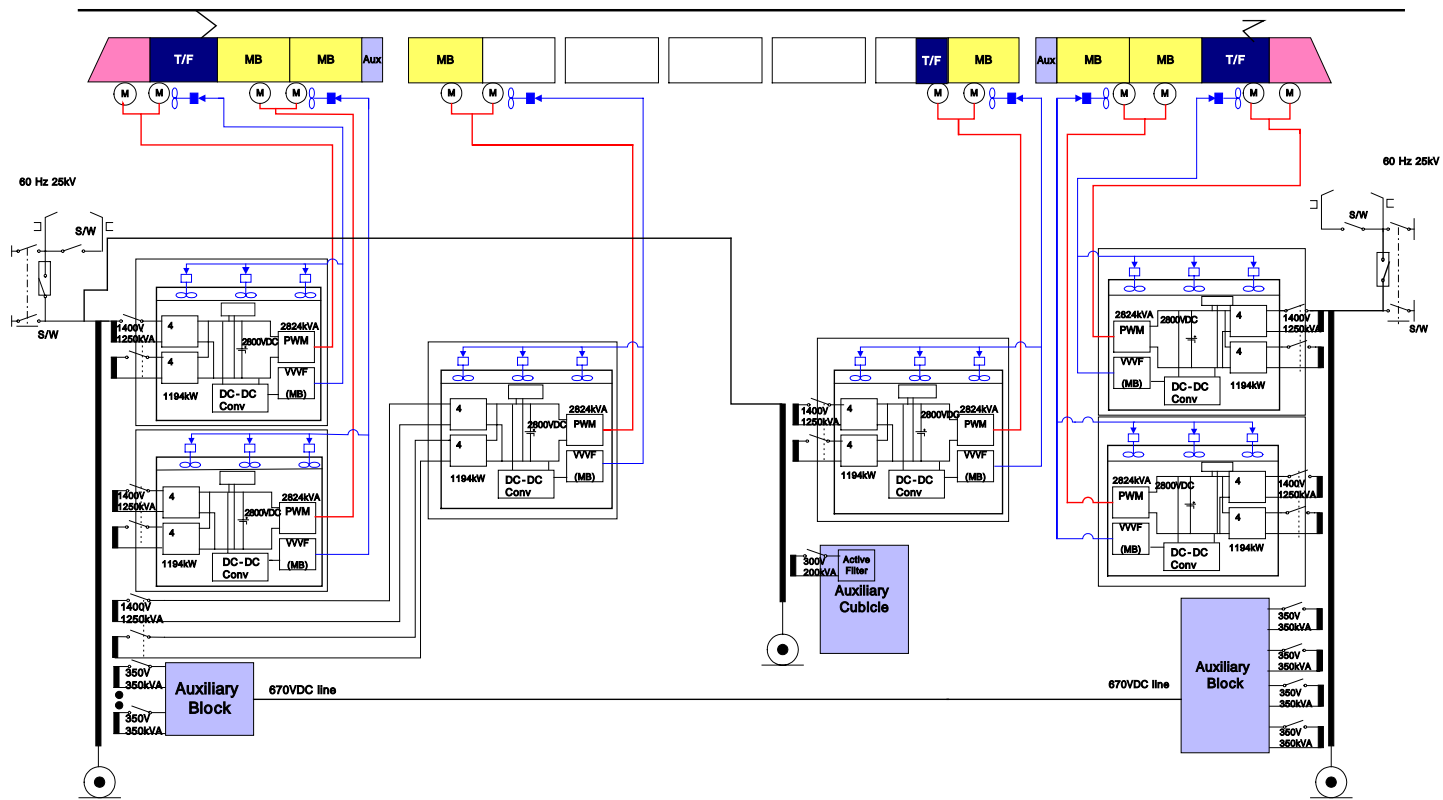 T/F
MB
MB
Aux
MB
T/F
MB
Aux
MB
MB
T/F
M
M
M
M
M
M
M
M
M
M
M
M
60 Hz 25kV
S/W
S/W
60 Hz 25kV
S/W
S/W
1400V
1250kVA
4
4
1194kW
2800VDC
2824kVA
PWM
VVVF
(MB)
DC-DC
Conv
1400V
1250kVA
4
4
1194kW
2800VDC
2824kVA
PWM
VVVF
(MB)
DC-DC
Conv
4
4
1194kW
2800VDC
2824kVA
PWM
VVVF
(MB)
DC-DC
Conv
1400V
1250kVA
4
4
1194kW
2800VDC
2824kVA
PWM
VVVF
(MB)
DC-DC
Conv
2824kVA
PWM
2800VDC
VVVF
(MB)
DC-DC
Conv
4
4
1194kW
1400V
1250kVA
2824kVA
PWM
2800VDC
VVVF
(MB)
DC-DC
Conv
4
4
1194kW
1400V
1250kVA
1400V
1250kVA
350V
350kVA
350V
350kVA
Auxiliary
Block
670VDC line
300V
200kVA
Active
Filter
Auxiliary
Cubicle
670VDC line
Auxiliary
Block
350V
350kVA
350V
350kVA
350V
350kVA
350V
350kVA